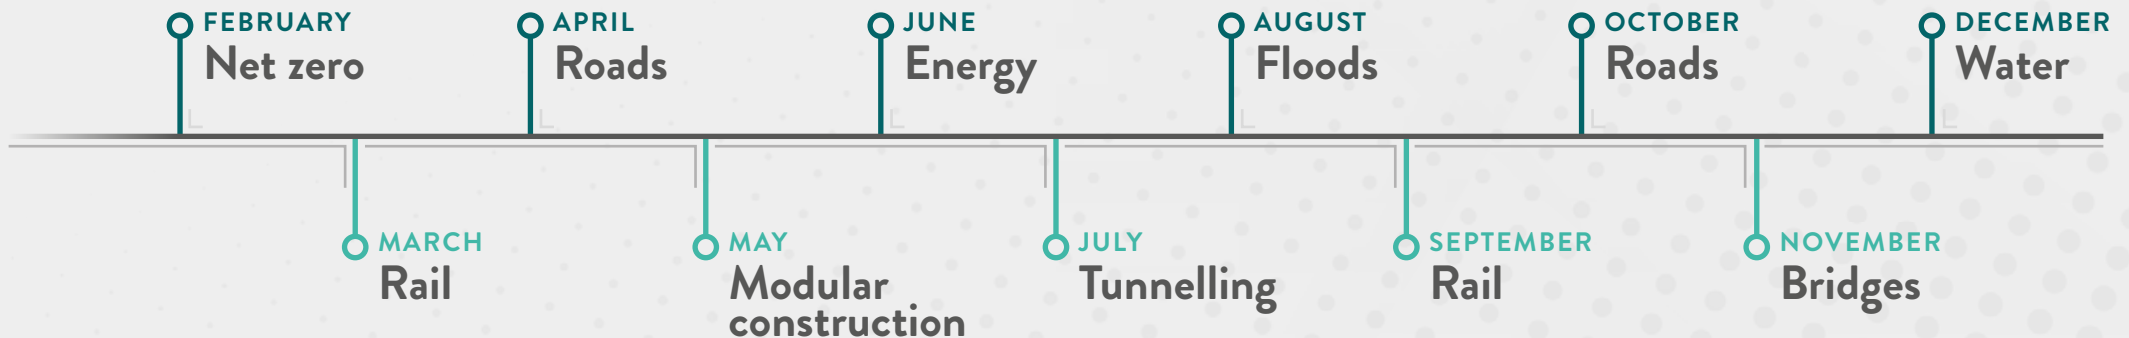 FEBRUARY
Net zero
APRIL
Roads
JUNE
Energy
AUGUST
Floods
OCTOBER
Roads
DECEMBER
Water
MARCH
Rail
MAY
Modular
construction
JULY
Tunnelling
SEPTEMBER
Rail
NOVEMBER
Bridges